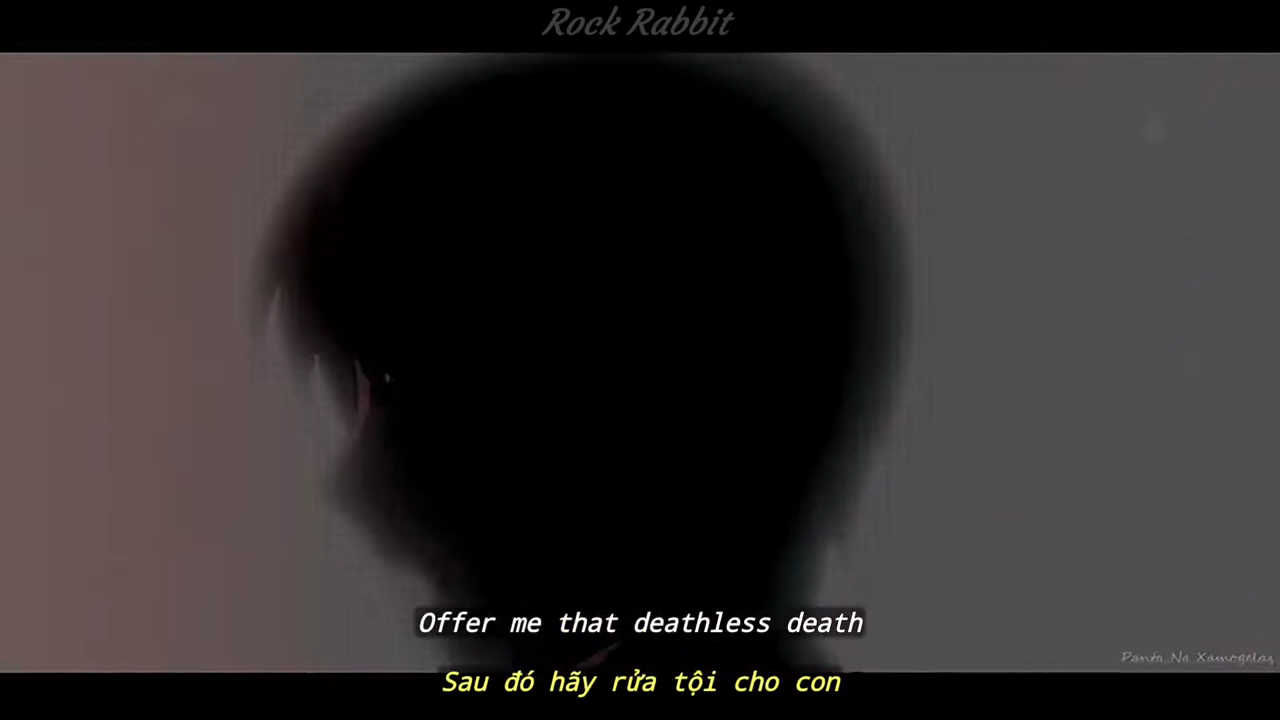 Rock Rabbit
Offer me that deathless death
Panta Na Xamogelas
Sau đó hãy rửa tội cho con